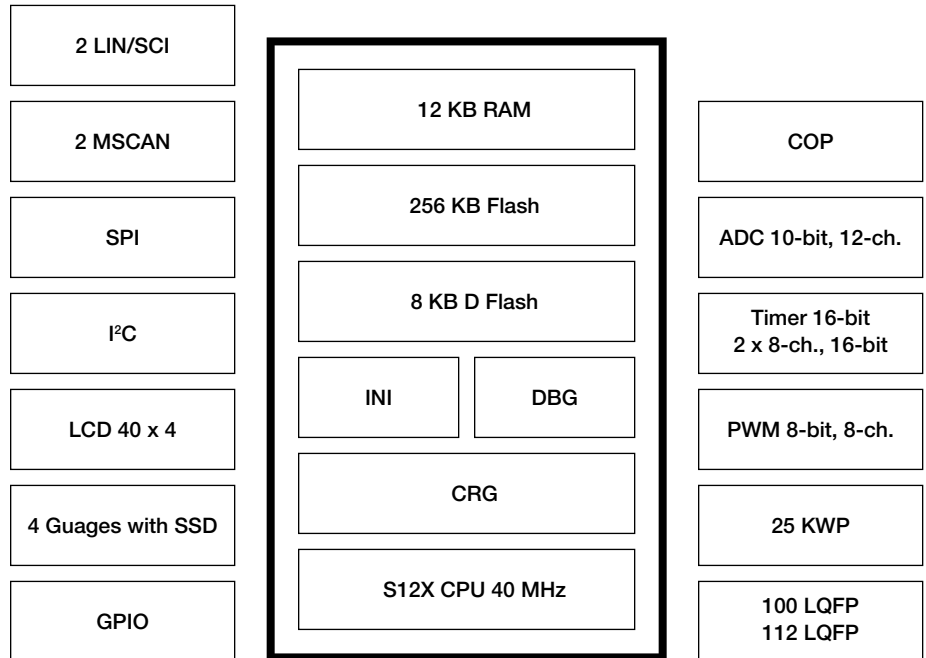 2 LIN/SCI
2 MSCAN
SPI
I²C
LCD 40 x 4
4 Guages with SSD
GPIO
12 KB RAM
256 KB Flash
8 KB D Flash
INI
DBG
CRG
S12X CPU 40 MHz
COP
ADC 10-bit, 12-ch.
Timer 16-bit
2 x 8-ch., 16-bit
PWM 8-bit, 8-ch.
25 KWP
100 LQFP
112 LQFP